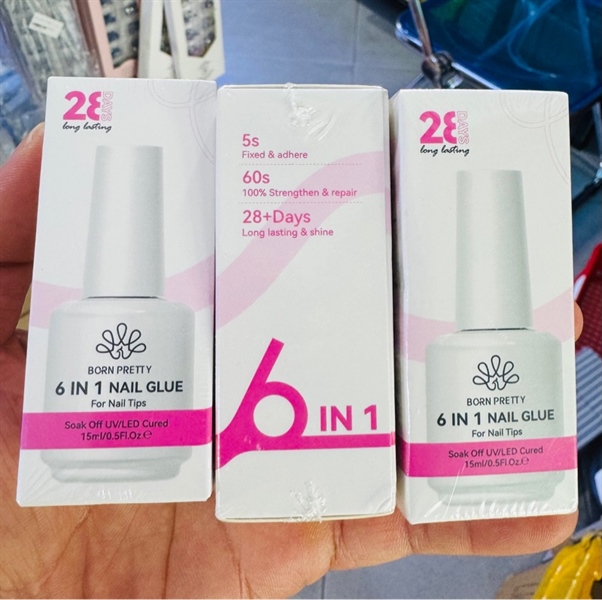 28
DAYS
long lasting
BORN PRETTY
6 IN 1 NAIL GLUE
For Nail Tips
Soak Off UV/LED Cured
15ml/0.5Fl.Oz.℮
5s
Fixed & adhere
60s
100% Strengthen & repair
28+Days
Long lasting & shine
6 IN 1
28
DAYS
long lasting
BORN PRETTY
6 IN 1 NAIL GLUE
For Nail Tips
Soak Off UV/LED Cured
15ml/0.5Fl.Oz.℮